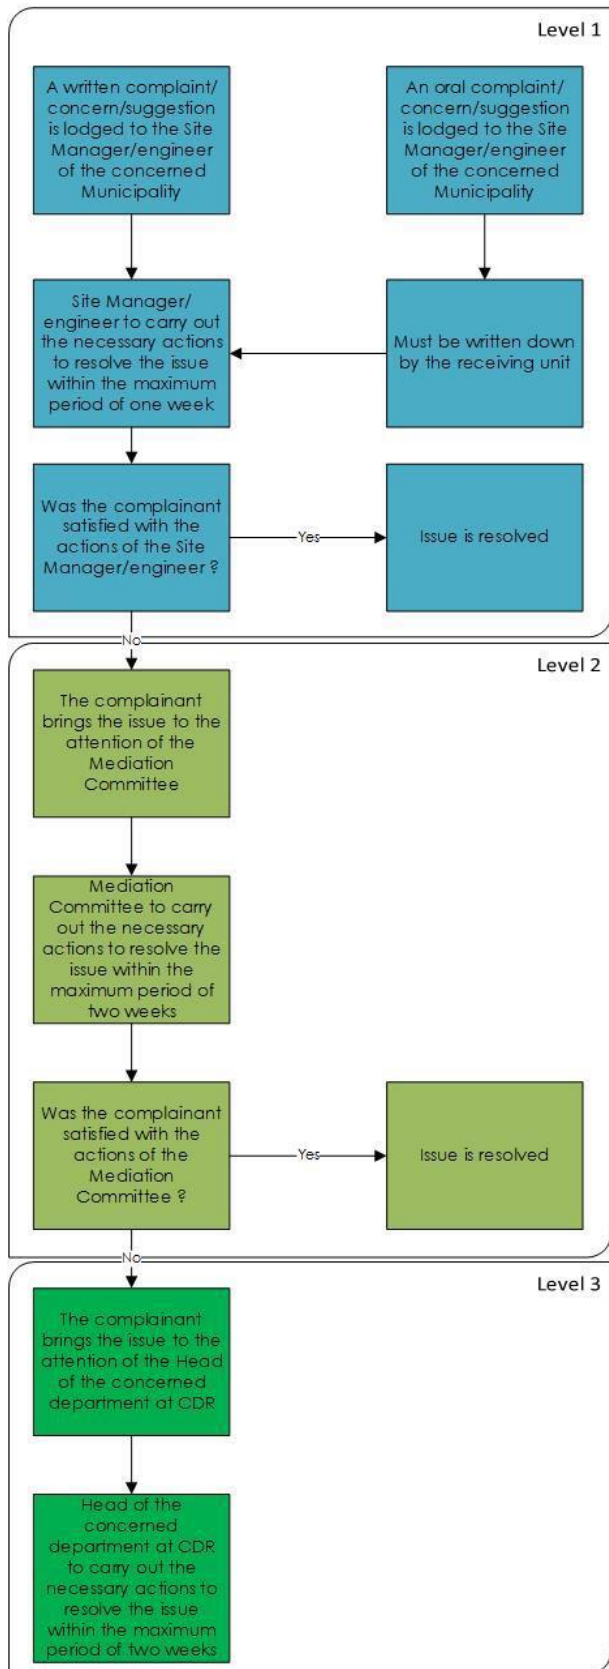 Level 1
A written complaint/
concern/suggestion
is lodged to the Site
Manager/engineer
of the concerned
Municipality
An oral complaint/
concern/suggestion
is lodged to the Site
Manager/engineer
of the concerned
Municipality
Site Manager/
engineer to carry out
the necessary actions
to resolve the issue
within the maximum
period of one week
Must be written down
by the receiving unit
Was the complainant
satisfied with the
actions of the Site
Manager/engineer ?
Yes
Issue is resolved
No
Level 2
The complainant
brings the issue to the
attention of the
Mediation
Committee
Mediation
Committee to carry
out the necessary
actions to resolve the
issue within the
maximum period of
two weeks
Was the complainant
satisfied with the
actions of the
Mediation
Committee ?
Yes
Issue is resolved
No
Level 3
The complainant
brings the issue to the
attention of the Head
of the concerned
department at CDR
Head of the
concerned
department at CDR
to carry out the
necessary actions to
resolve the issue
within the maximum
period of two weeks